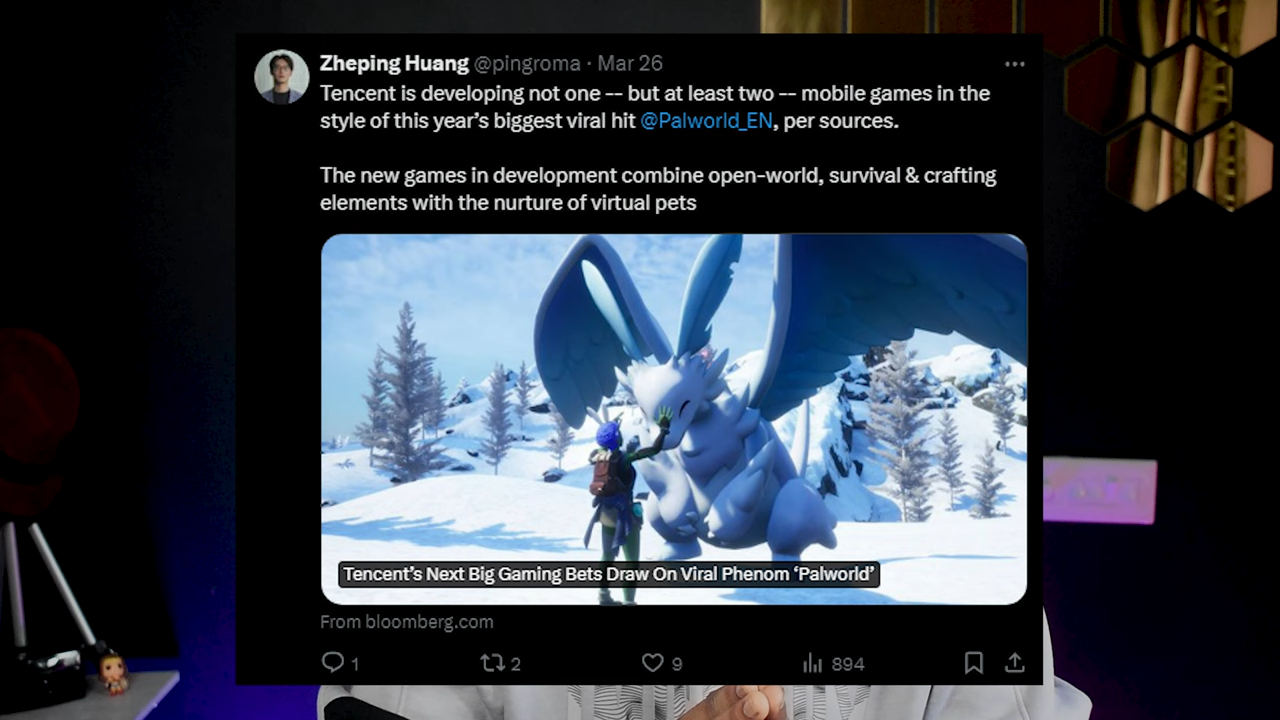 Zheping Huang @pingroma · Mar 26
Tencent is developing not one -- but at least two -- mobile games in the
style of this year’s biggest viral hit @Palworld_EN, per sources.
The new games in development combine open-world, survival & crafting
elements with the nurture of virtual pets
Tencent’s Next Big Gaming Bets Draw On Viral Phenom ‘Palworld’
From bloomberg.com
1 2 9 894